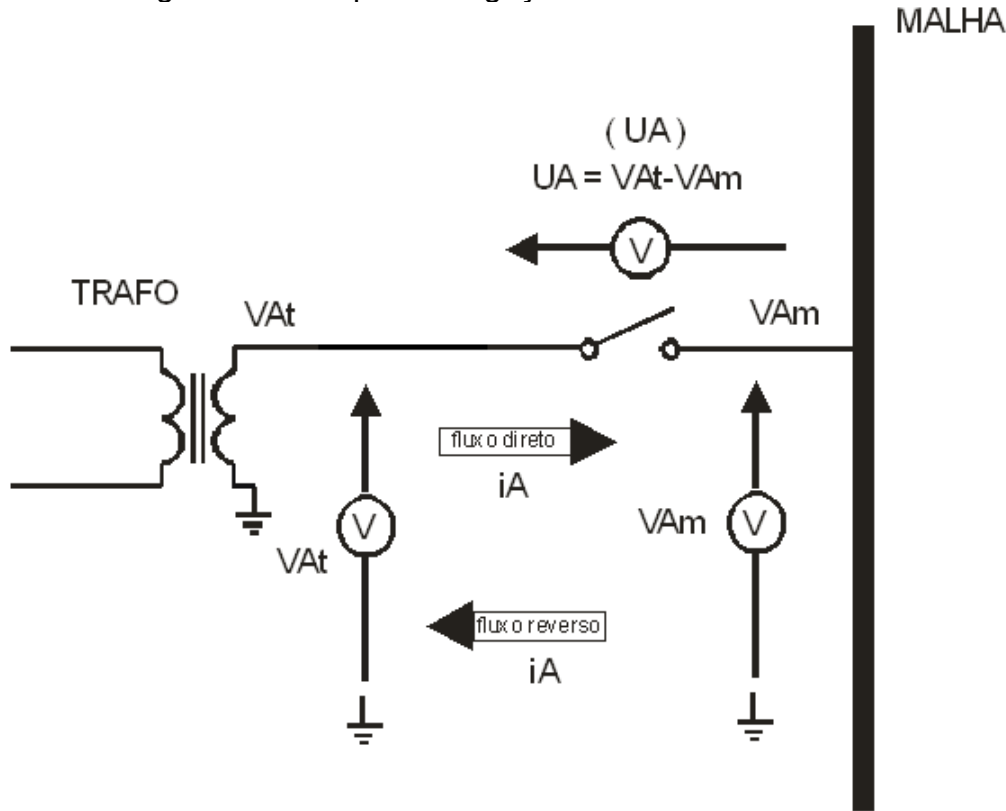 MALHA
( UA )
UA = VAt-VAm
V
TRAFO
VAt
VAm
fluxo direto
iA
V
VAt
VAm
V
fluxo reverso
iA